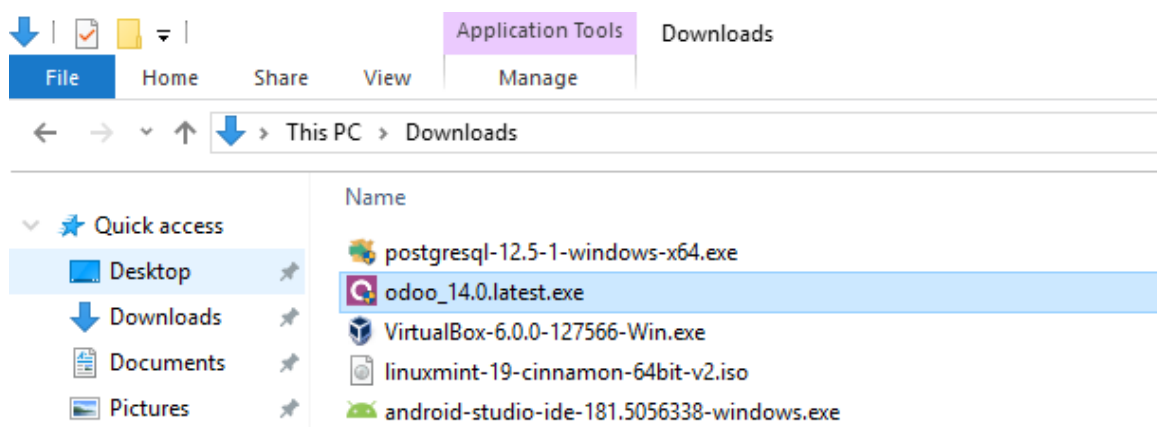 Application Tools Downloads
File Home Share View Manage
This PC > Downloads
Name
Quick access
Desktop
Downloads
Documents
Pictures
postgresql-12.5-1-windows-x64.exe
odoo_14.0.latest.exe
VirtualBox-6.0.0-127566-Win.exe
linuxmint-19-cinnamon-64bit-v2.iso
android-studio-ide-181.5056338-windows.exe